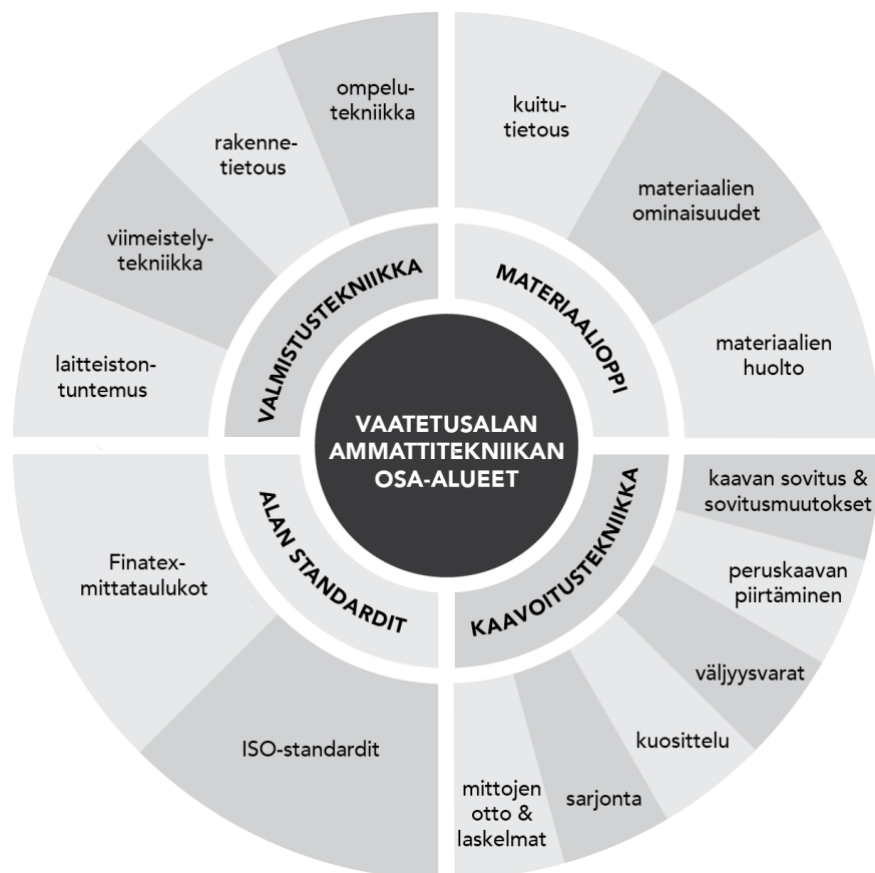 VAATETUSALAN
AMMATTITEKNIIKAN
OSA-ALUEET
VALMISTUSTEKNIIKKA
ompelu-
tekniikka
rakenne-
tietous
viimeistely-
tekniikka
laitteiston-
tuntemus
MATERIAALIOPPI
kuitu-
tietous
materiaalien
ominaisuudet
materiaalien
huolto
KAAVOITUSTEKNIIKKA
kaavan sovitus &
sovitusmuutokset
peruskaavan
piirtäminen
väljyysvarat
kuosittelu
sarjonta
mittojen
otto &
laskelmat
ALAN STANDARDIT
Finatex-
mittataulukot
ISO-standardit